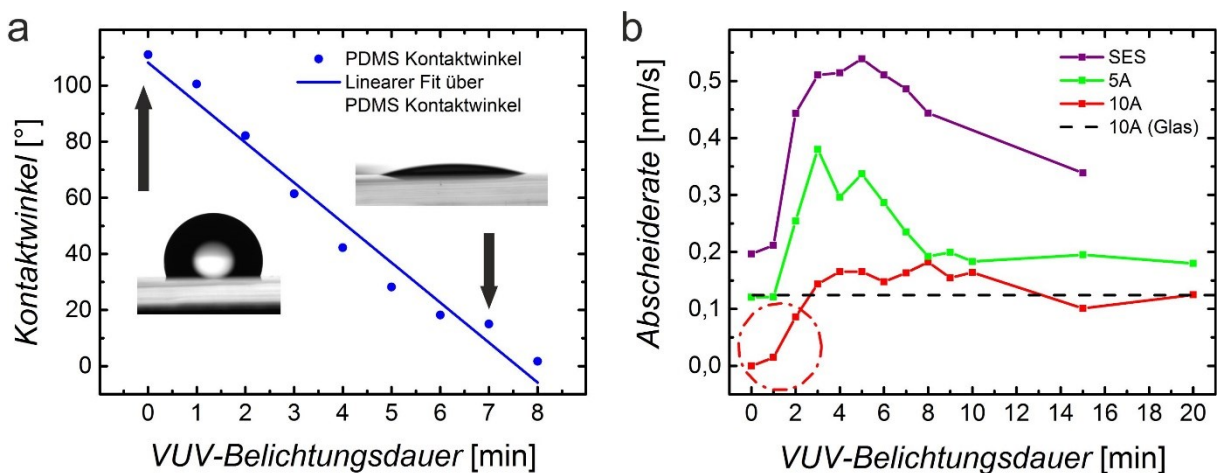 a
Kontaktwinkel [°]
100
80
60
40
20
0
PDMS Kontaktwinkel
Linearer Fit über
PDMS Kontaktwinkel
0 1 2 3 4 5 6 7 8
VUV-Belichtungsdauer [min]
b
Abscheiderate [nm/s]
0,5
0,4
0,3
0,2
0,1
0,0
SES
5A
10A
10A (Glas)
0 2 4 6 8 10 12 14 16 18 20
VUV-Belichtungsdauer [min]